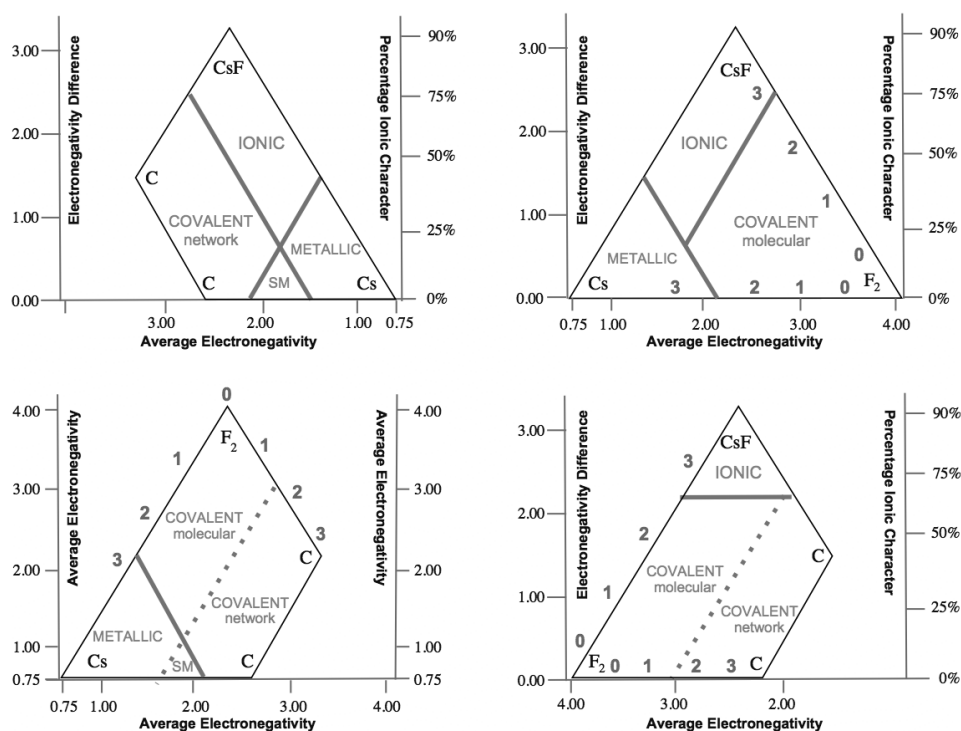 Electronegativity Difference
3.00
2.00
1.00
0.00
CsF
IONIC
C
COVALENT
network
METALLIC
C
SM
Cs
Percentage Ionic Character
90%
75%
50%
25%
0%
3.00 2.00 1.00 0.75
Average Electronegativity
Electronegativity Difference
3.00
2.00
1.00
0.00
CsF
3
IONIC
2
1
COVALENT
molecular
METALLIC
0
Cs
3 2 1 0
F2
Percentage Ionic Character
90%
75%
50%
25%
0%
0.75 1.00 2.00 3.00 4.00
Average Electronegativity
Average Electronegativity
4.00
3.00
2.00
1.00
0.75
0
F2
1 1
2 2
COVALENT
molecular
3 3
C
COVALENT
network
METALLIC
Cs
SM
C
Average Electronegativity
4.00
3.00
2.00
1.00
0.75
0.75 1.00 2.00 3.00 4.00
Average Electronegativity
Electronegativity Difference
3.00
2.00
1.00
0.00
CsF
3
IONIC
2
C
COVALENT
molecular
1
COVALENT
network
0
F2
0 1 2 3
C
Percentage Ionic Character
90%
75%
50%
25%
0%
4.00 3.00 2.00
Average Electronegativity